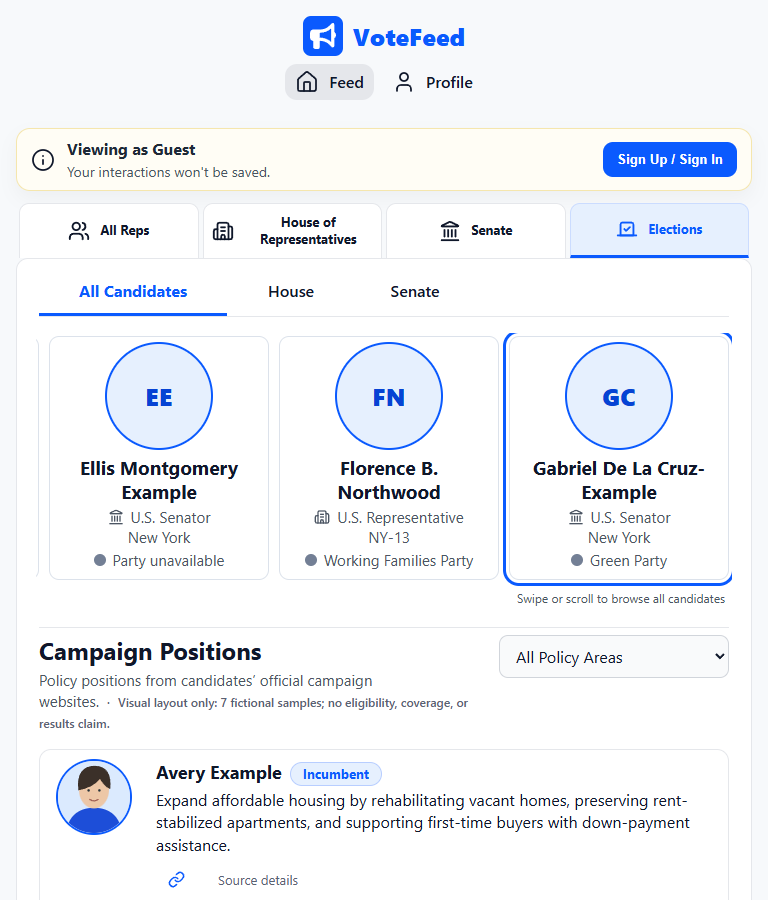 VoteFeed
Feed
Profile
Viewing as Guest
Your interactions won't be saved.
Sign Up / Sign In
All Reps
House of
Representatives
Senate
Elections
All Candidates
House
Senate
EE
Ellis Montgomery
Example
U.S. Senator
New York
Party unavailable
FN
Florence B.
Northwood
U.S. Representative
NY-13
Working Families Party
GC
Gabriel De La Cruz-
Example
U.S. Senator
New York
Green Party
Swipe or scroll to browse all candidates
Campaign Positions
All Policy Areas
Policy positions from candidates’ official campaign
websites. · Visual layout only: 7 fictional samples; no eligibility, coverage, or
results claim.
Avery Example
Incumbent
Expand affordable housing by rehabilitating vacant homes, preserving rent-
stabilized apartments, and supporting first-time buyers with down-payment
assistance.
Source details